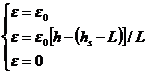 ε = ε₀
ε = ε₀[h − (hₛ − L)]/L
ε = 0